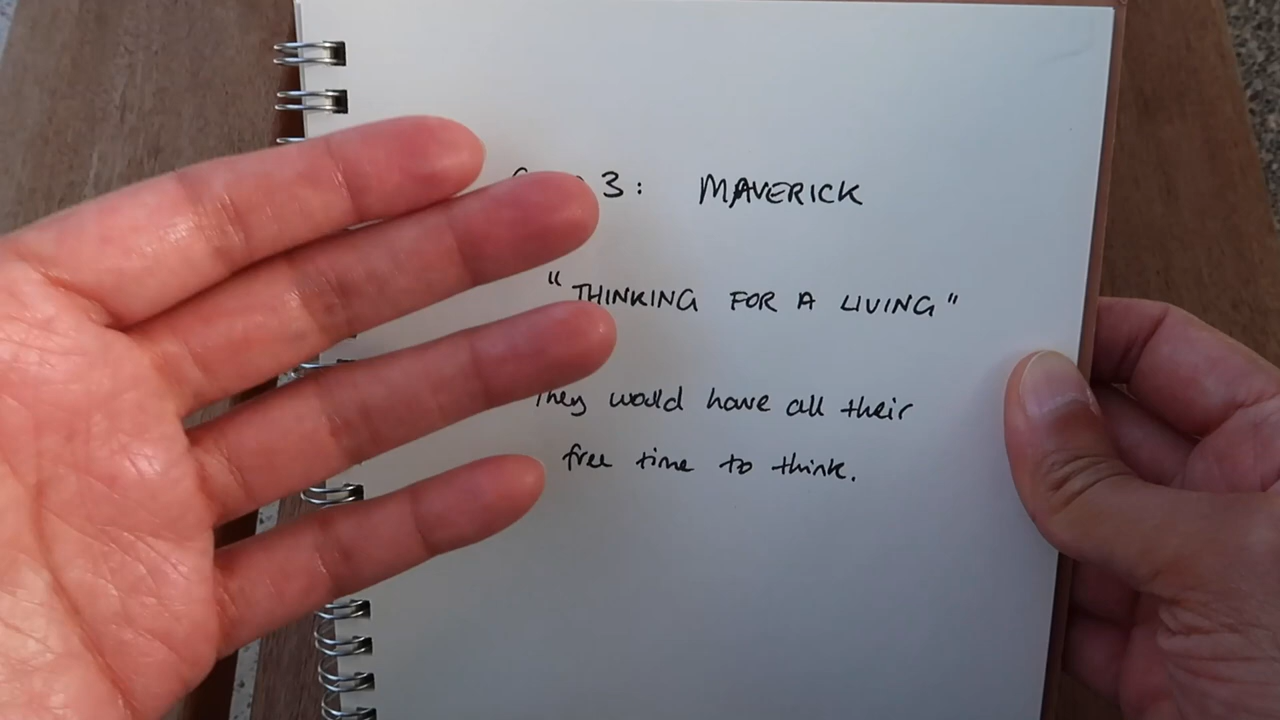 3: MAVERICK
"THINKING FOR A LIVING"
They would have all their
free time to think.